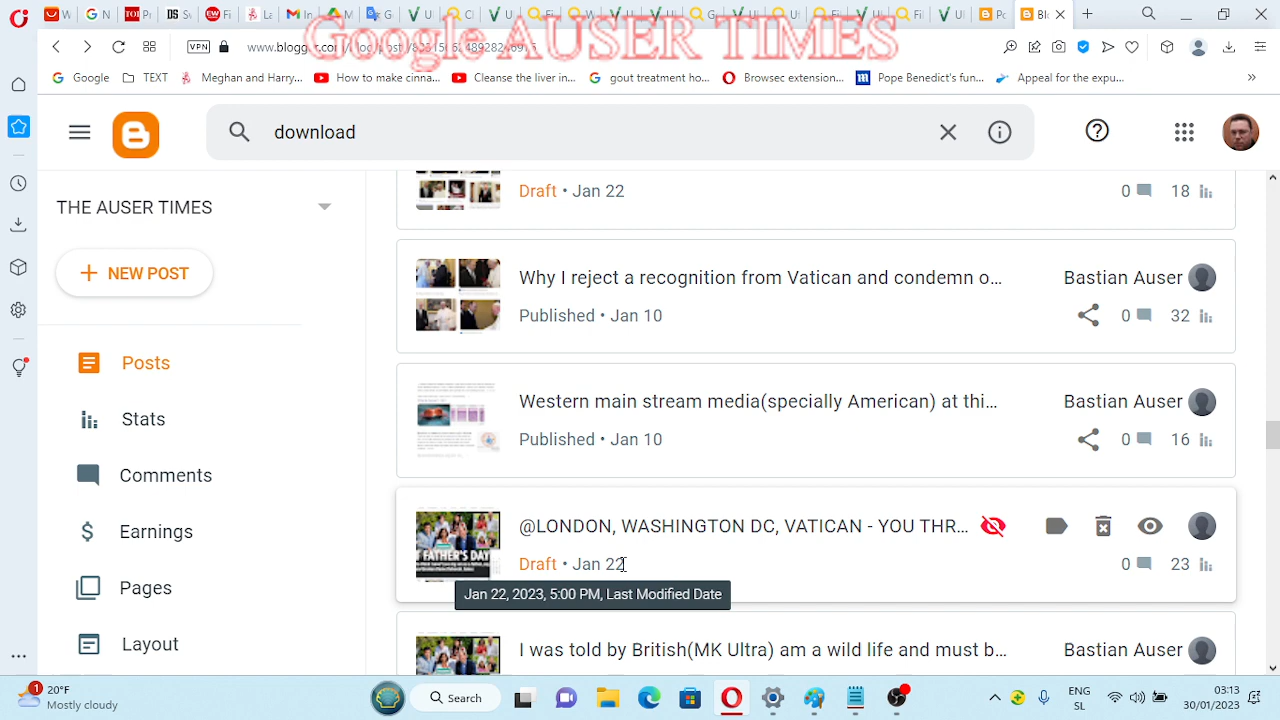 Google AUSER TIMES
VPN
www.blogger.com
Google
TEXT
Meghan and Harry...
How to make canna...
Cleanse the liver in...
gout treatment ho...
Browsec extension...
Pope Benedict's fun...
Appeal for the equ...
download
THE AUSER TIMES
NEW POST
Posts
Stats
Comments
Earnings
Pages
Layout
Draft • Jan 22
0 18
Why I reject a recognition from Vatican and condemn o...
Bastian Auser
Published • Jan 10
0 32
Western main stream media(specially American) at thi...
Bastian Auser
Published • Jan 10
0 16
@LONDON, WASHINGTON DC, VATICAN - YOU THR...
FATHER'S DAY
Draft • Jan 22
0 23
Jan 22, 2023, 5:00 PM, Last Modified Date
I was told by British(MK Ultra) am a wild life and must b...
Bastian Auser
1
20°F
Mostly cloudy
Search
ENG
SL
03:13
30/01/2023